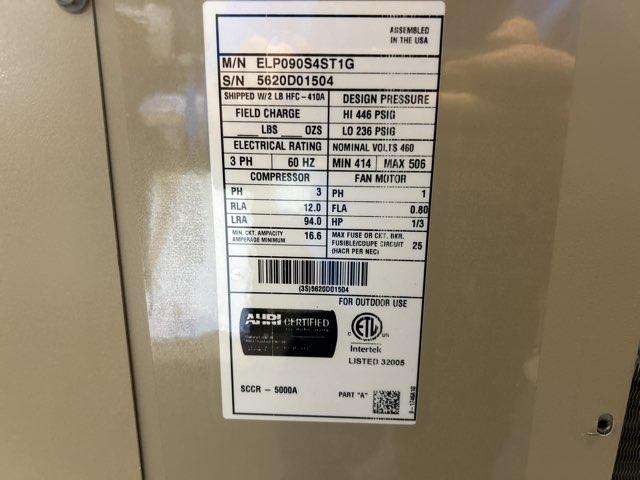 ASSEMBLED
IN THE USA
M/N ELP090S4ST1G
S/N 5620D01504
SHIPPED W/2 LB HFC-410A
DESIGN PRESSURE
FIELD CHARGE
HI 446 PSIG
____ LBS ____ OZS
LO 236 PSIG
ELECTRICAL RATING
NOMINAL VOLTS 460
3 PH 60 HZ
MIN 414 MAX 506
COMPRESSOR
FAN MOTOR
PH 3
PH 1
RLA 12.0
FLA 0.80
LRA 94.0
HP 1/3
MIN. CKT. AMPACITY
AMPERAGE MINIMUM 16.6
MAX FUSE OR CKT. BKR.
FUSIBLE/COUPE CIRCUIT 25
(HACR PER NEC)
(3S)5620D01504
FOR OUTDOOR USE
AHRI CERTIFIED
C ETL US
Intertek
LISTED 32005
SCCR - 5000A
PART "A"